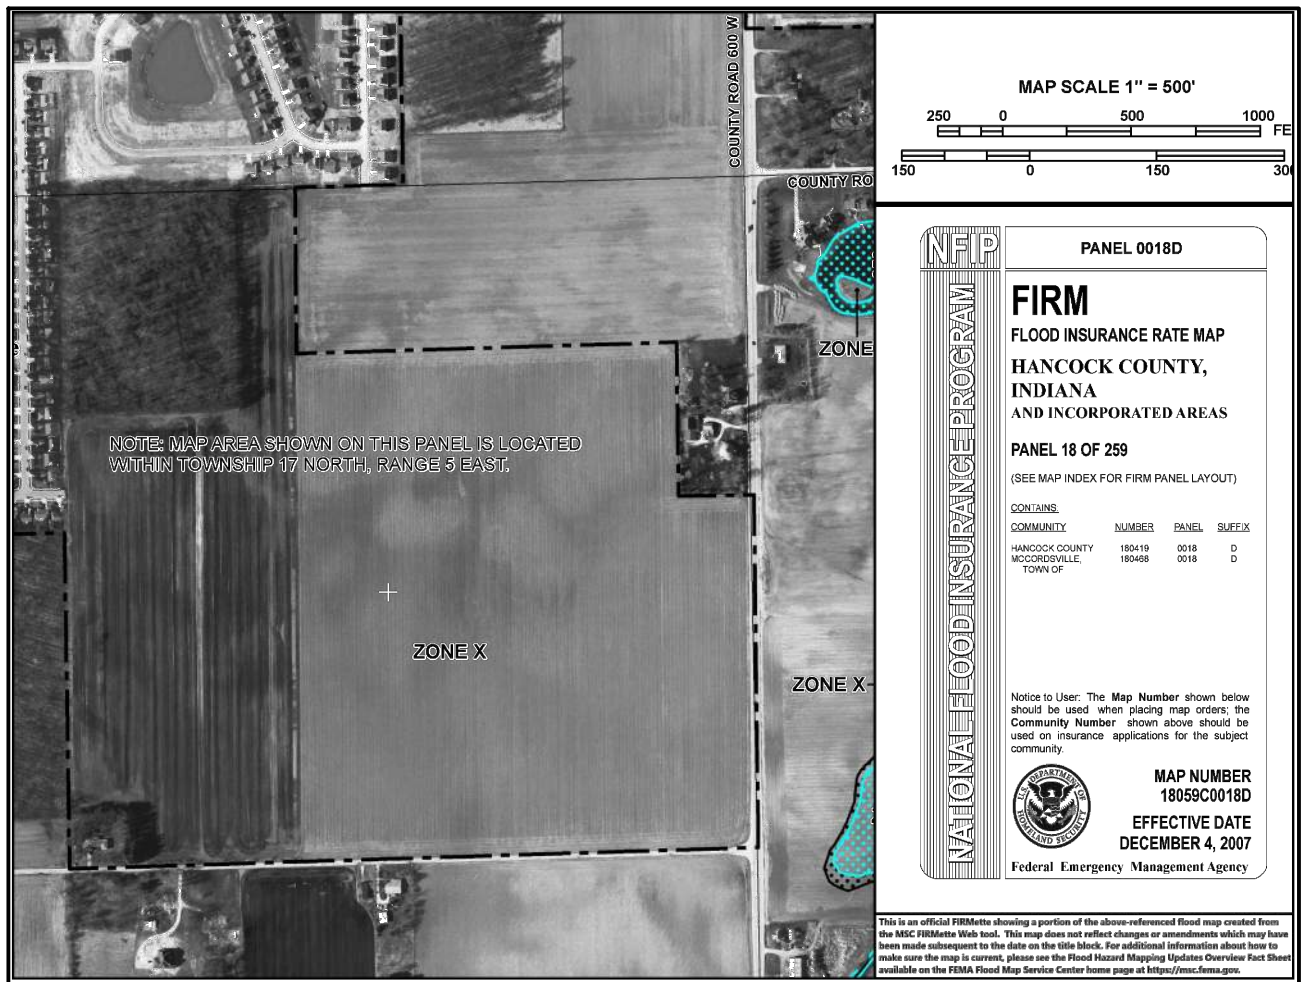 COUNTY ROAD 600 W
COUNTY RO
ZONE
NOTE: MAP AREA SHOWN ON THIS PANEL IS LOCATED
WITHIN TOWNSHIP 17 NORTH, RANGE 5 EAST.
ZONE X
ZONE X
MAP SCALE 1" = 500'
250 0 500 1000
FE
150 0 150 30
NFIP
NATIONAL FLOOD INSURANCE PROGRAM
PANEL 0018D
FIRM
FLOOD INSURANCE RATE MAP
HANCOCK COUNTY,
INDIANA
AND INCORPORATED AREAS
PANEL 18 OF 259
(SEE MAP INDEX FOR FIRM PANEL LAYOUT)
CONTAINS:
COMMUNITY NUMBER PANEL SUFFIX
HANCOCK COUNTY 180419 0018 D
MCCORDSVILLE, 180468 0018 D
TOWN OF
Notice to User: The Map Number shown below
should be used when placing map orders; the
Community Number shown above should be
used on insurance applications for the subject
community.
U.S. DEPARTMENT OF
HOMELAND SECURITY
MAP NUMBER
18059C0018D
EFFECTIVE DATE
DECEMBER 4, 2007
Federal Emergency Management Agency
This is an official FIRMette showing a portion of the above-referenced flood map created from
the MSC FIRMette Web tool. This map does not reflect changes or amendments which may have
been made subsequent to the date on the title block. For additional information about how to
make sure the map is current, please see the Flood Hazard Mapping Updates Overview Fact Sheet
available on the FEMA Flood Map Service Center home page at https://msc.fema.gov.